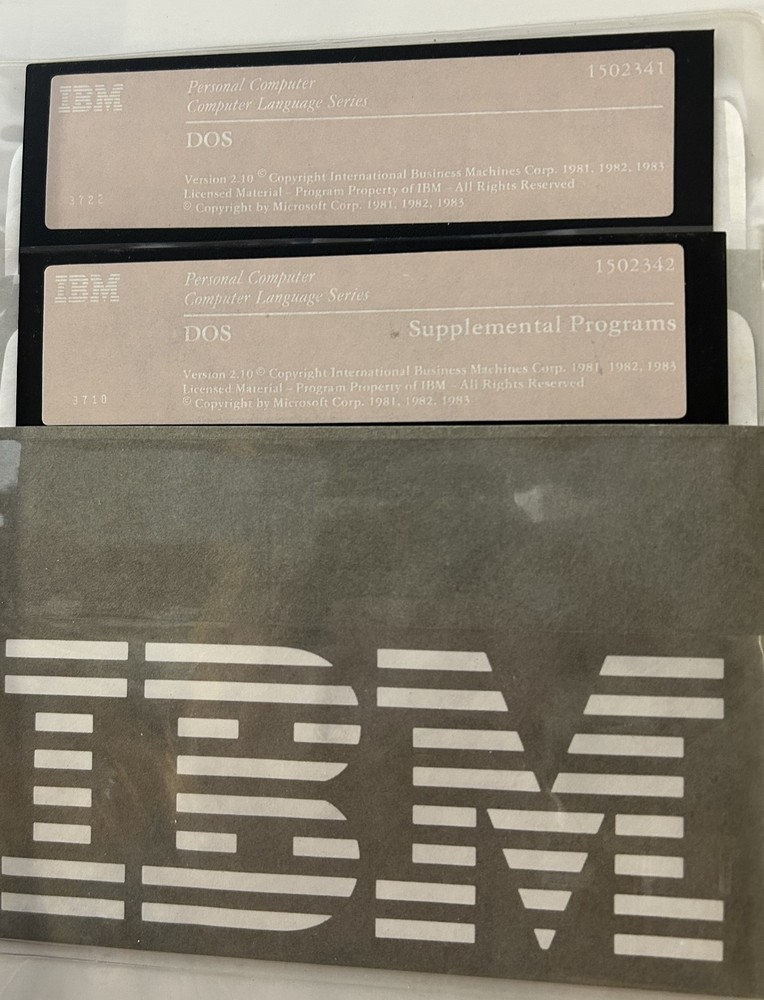 IBM
Personal Computer
Computer Language Series
1502341
DOS
Version 2.10 © Copyright International Business Machines Corp. 1981, 1982, 1983
Licensed Material – Program Property of IBM – All Rights Reserved
© Copyright by Microsoft Corp. 1981, 1982, 1983
3722
IBM
Personal Computer
Computer Language Series
1502342
DOS Supplemental Programs
Version 2.10 © Copyright International Business Machines Corp. 1981, 1982, 1983
Licensed Material – Program Property of IBM – All Rights Reserved
© Copyright by Microsoft Corp. 1981, 1982, 1983
3710
IBM